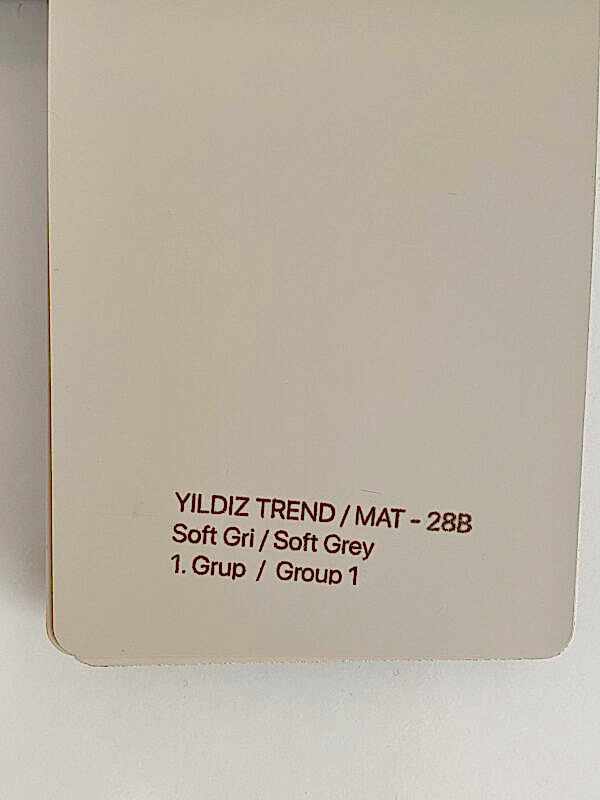 YILDIZ TREND / MAT - 28B
Soft Gri / Soft Grey
1. Grup / Group 1